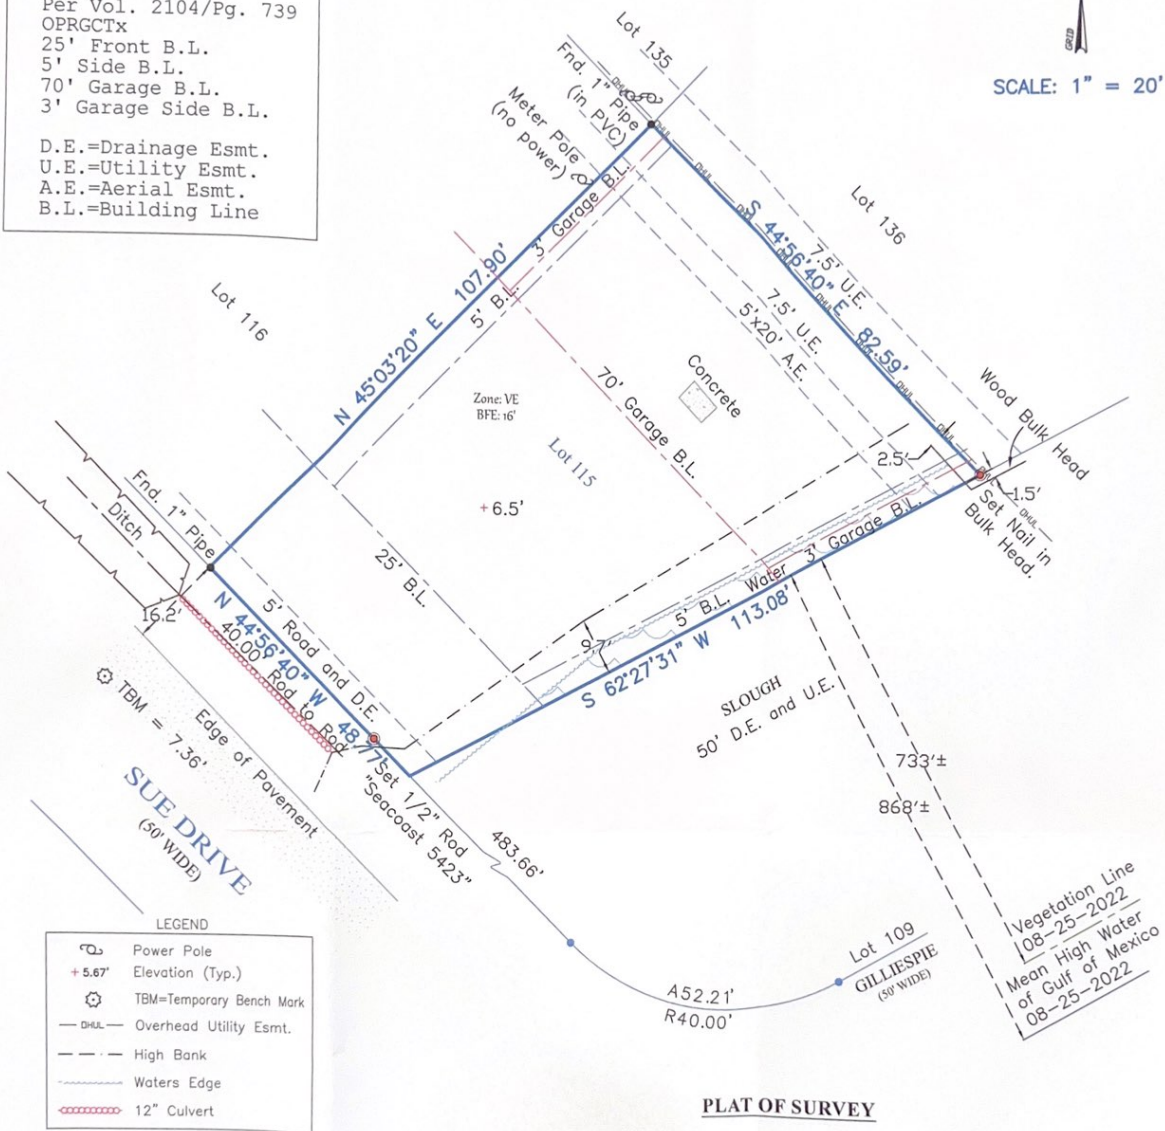 Per Vol. 2104/Pg. 739
OPRGCTx
25' Front B.L.
5' Side B.L.
70' Garage B.L.
3' Garage Side B.L.
D.E.=Drainage Esmt.
U.E.=Utility Esmt.
A.E.=Aerial Esmt.
B.L.=Building Line
GRID
SCALE: 1" = 20'
Lot 135
Fnd. 1" Pipe
(in PVC)
Meter Pole
(no power)
DHUL
DHUL
Lot 136
S 44°56'40" E 82.59'
7.5' U.E.
7.5' U.E.
5'x20' A.E.
DHUL
DHUL
DHUL
DHUL
3' Garage B.L.
5' B.L.
N 45°03'20" E 107.90'
Lot 116
Zone: VE
BFE: 16'
Lot 115
+ 6.5'
70' Garage B.L.
Concrete
Wood Bulk
Head
2.5'
1.5'
Set Nail in
Bulk Head.
DHUL
Fnd. 1" Pipe
Ditch
16.2'
25' B.L.
5' Road and D.E.
N 44°56'40" W 48.77'
40.00' Rod to Rod
9.7'
5' B.L. Water 3' Garage B.L.
S 62°27'31" W 113.08'
SLOUGH
50' D.E. and U.E.
733'±
868'±
TBM = 7.36'
Edge of Pavement
SUE DRIVE
(50' WIDE)
Set 1/2" Rod
"Seacoast 5423"
483.66'
A52.21'
R40.00'
Lot 109
GILLIESPIE
(50' WIDE)
Vegetation Line
08-25-2022
Mean High Water
of Gulf of Mexico
08-25-2022
LEGEND
Power Pole
+ 5.67' Elevation (Typ.)
TBM=Temporary Bench Mark
DHUL Overhead Utility Esmt.
High Bank
Waters Edge
12" Culvert
PLAT OF SURVEY